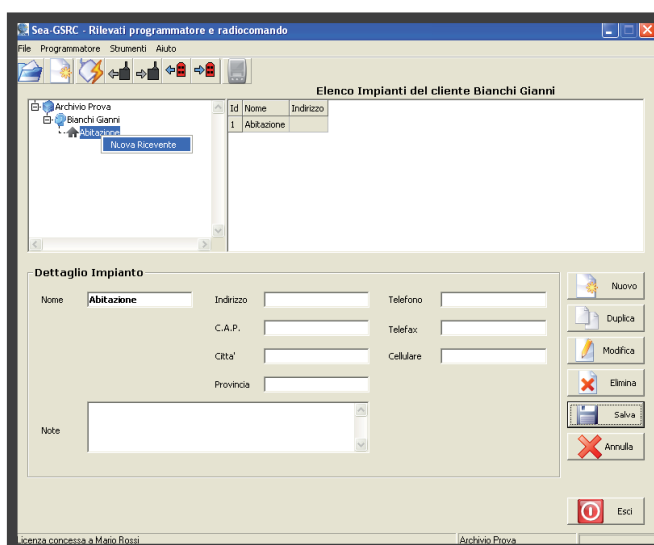 Sea-GSRC - Rilevati programmatore e radiocomando
File Programmatore Strumenti Aiuto
Elenco Impianti del cliente Bianchi Gianni
Archivio Prova
Bianchi Gianni
Abitazione
Nuova Ricevente
Id Nome Indirizzo
1 Abitazione
Dettaglio Impianto
Nome Abitazione Indirizzo Telefono
C.A.P. Telefax
Citta' Cellulare
Provincia
Note
Nuovo
Duplica
Modifica
Elimina
Salva
Annulla
Esci
Licenza concessa a Mario Rossi Archivio Prova